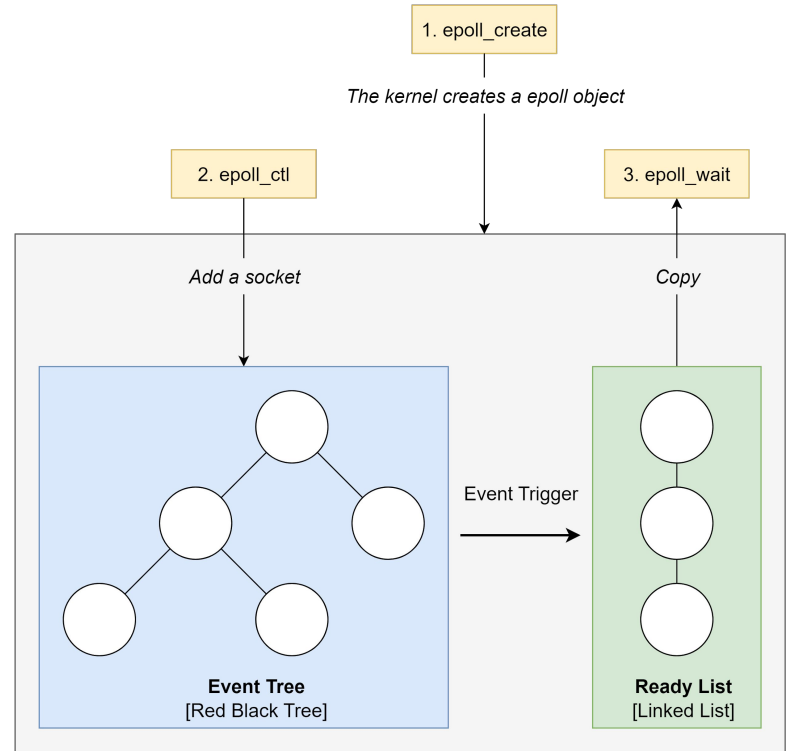 1. epoll_create
The kernel creates a epoll object
2. epoll_ctl
3. epoll_wait
Add a socket
Copy
Event Trigger
Event Tree
[Red Black Tree]
Ready List
[Linked List]